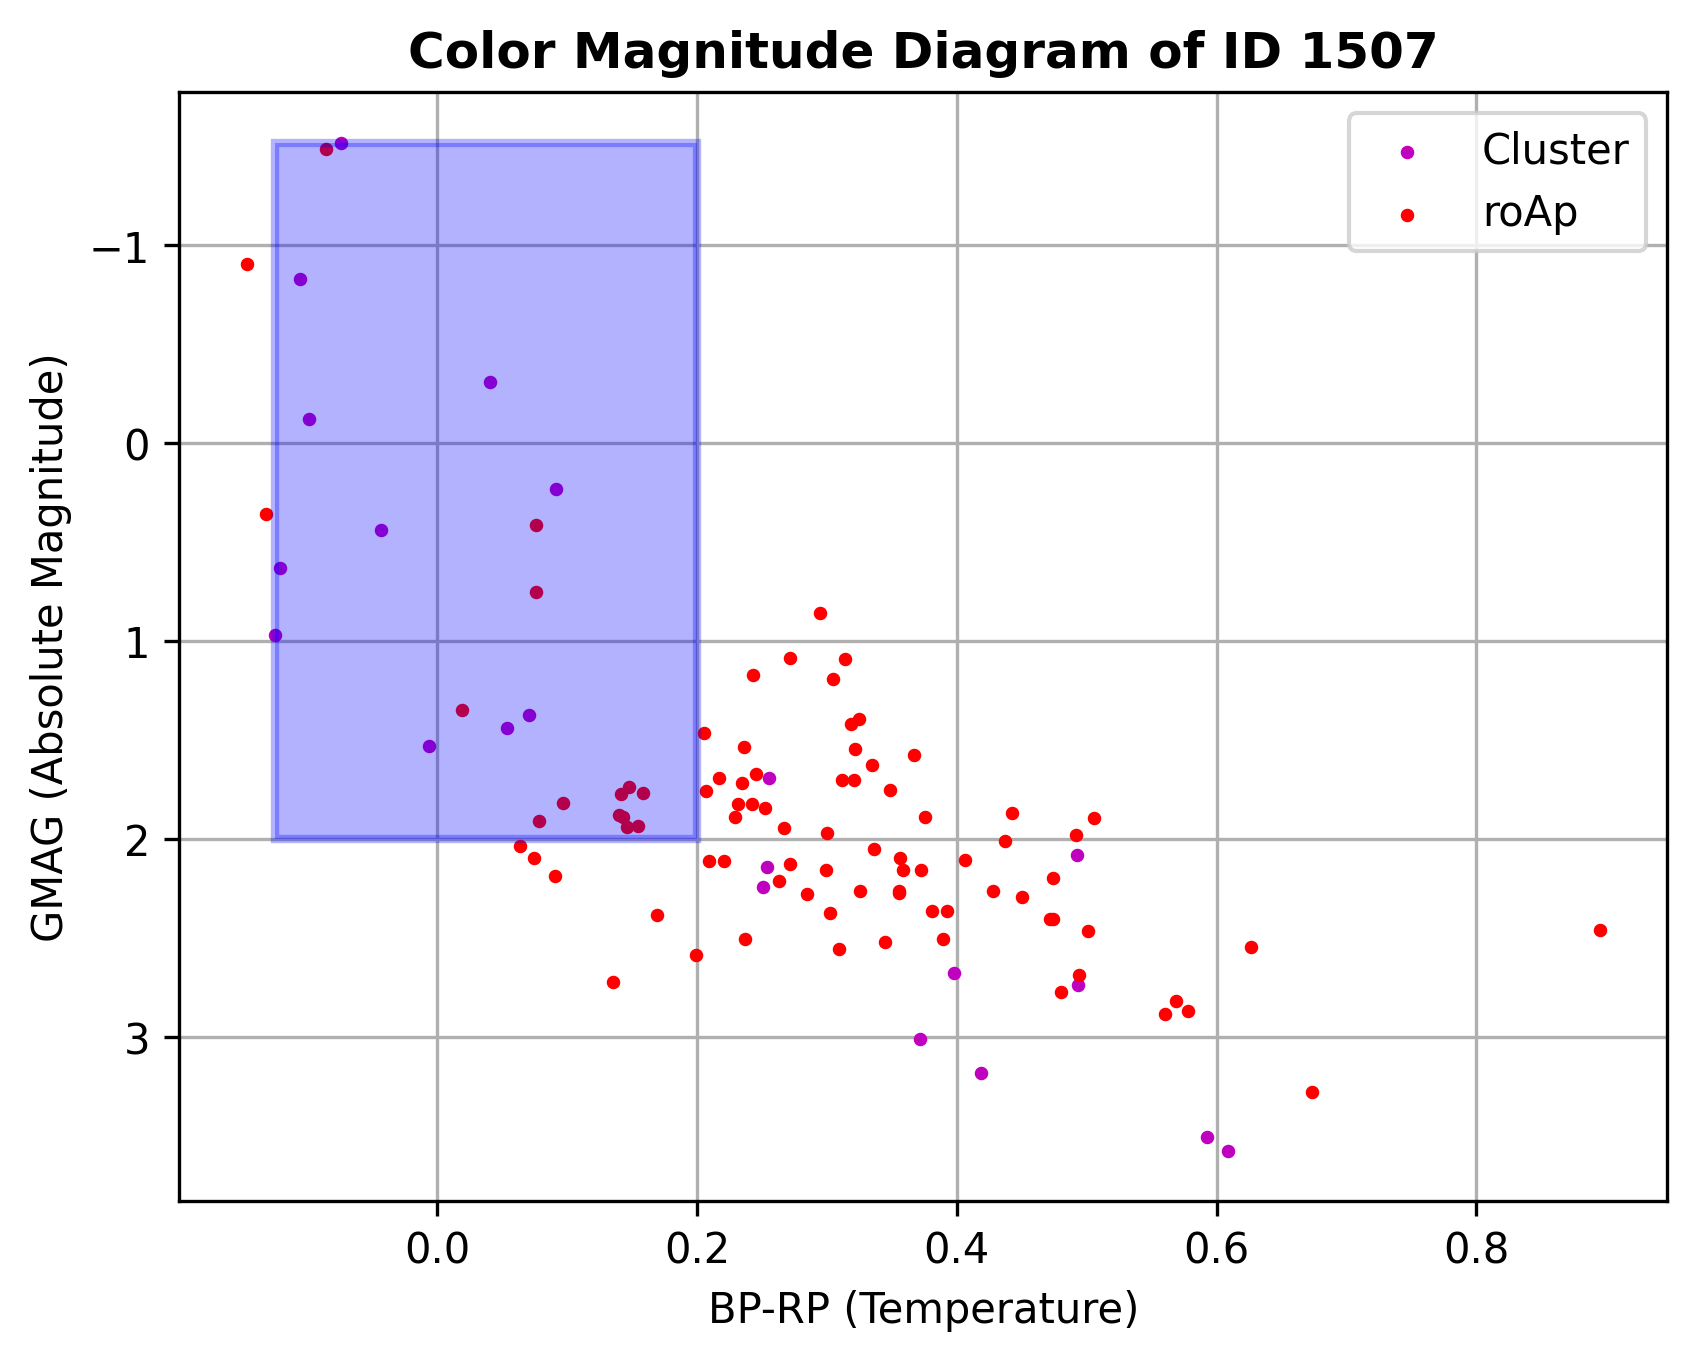 Color Magnitude Diagram of ID 1507
Cluster
roAp
−1
0
1
2
3
GMAG (Absolute Magnitude)
0.0 0.2 0.4 0.6 0.8
BP-RP (Temperature)